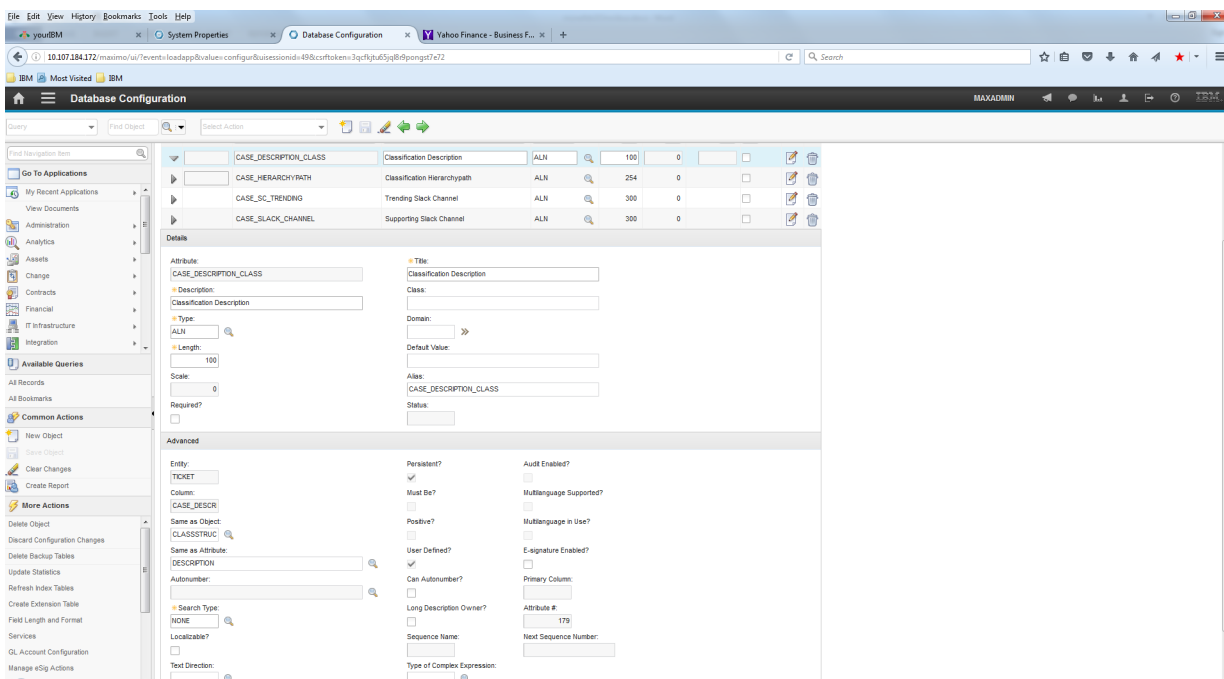 File Edit View History Bookmarks Tools Help
yourIBM × System Properties × Database Configuration × Yahoo Finance - Business F... × +
10.107.184.172/maximo/ui/?event=loadapp&value=configur&uisessionid=49&csrftoken=3qcfkjtu65jql8r9pongst7e72 Search
IBM Most Visited IBM
Database Configuration MAXADMIN IBM
Query Find Object Select Action
Find Navigation Item
Go To Applications
My Recent Applications
View Documents
Administration
Analytics
Assets
Change
Contracts
Financial
IT Infrastructure
Integration
Available Queries
All Records
All Bookmarks
Common Actions
New Object
Save Object
Clear Changes
Create Report
More Actions
Delete Object
Discard Configuration Changes
Delete Backup Tables
Update Statistics
Refresh Index Tables
Create Extension Table
Field Length and Format
Services
GL Account Configuration
Manage eSig Actions
CASE_DESCRIPTION_CLASS Classification Description ALN 100 0
CASE_HIERARCHYPATH Classification Hierarchypath ALN 254 0
CASE_SC_TRENDING Trending Slack Channel ALN 300 0
CASE_SLACK_CHANNEL Supporting Slack Channel ALN 300 0
Details
Attribute: Title:
CASE_DESCRIPTION_CLASS Classification Description
Description: Class:
Classification Description
Type: Domain:
ALN
Length: Default Value:
100
Scale: Alias:
0 CASE_DESCRIPTION_CLASS
Required? Status:
Advanced
Entity: Persistent? Audit Enabled?
TICKET
Column: Must Be? Multilanguage Supported?
CASE_DESCRI
Same as Object: Positive? Multilanguage in Use?
CLASSSTRUC
Same as Attribute: User Defined? E-signature Enabled?
DESCRIPTION
Autonumber: Can Autonumber? Primary Column:
Search Type: Long Description Owner? Attribute #:
NONE 179
Localizable? Sequence Name: Next Sequence Number:
Text Direction: Type of Complex Expression: